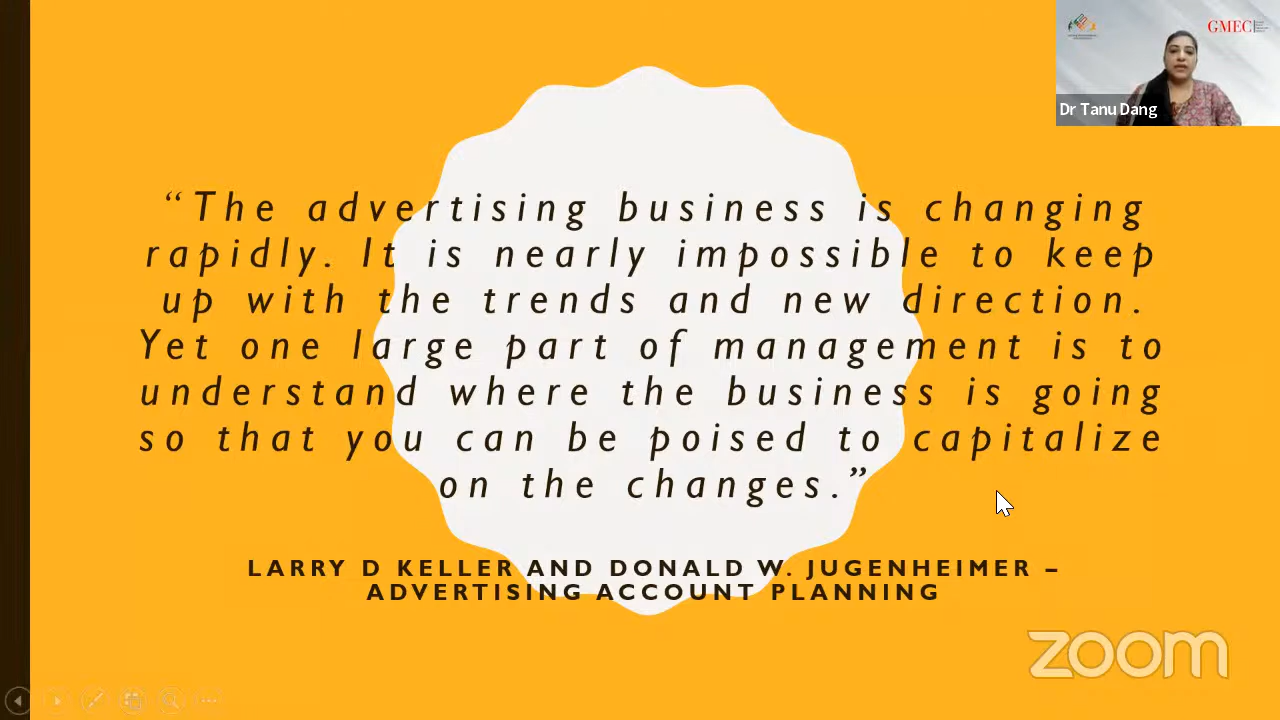 GMEC
Dr Tanu Dang
“The advertising business is changing
rapidly. It is nearly impossible to keep
up with the trends and new direction.
Yet one large part of management is to
understand where the business is going
so that you can be poised to capitalize
on the changes.”
LARRY D KELLER AND DONALD W. JUGENHEIMER –
ADVERTISING ACCOUNT PLANNING
zoom